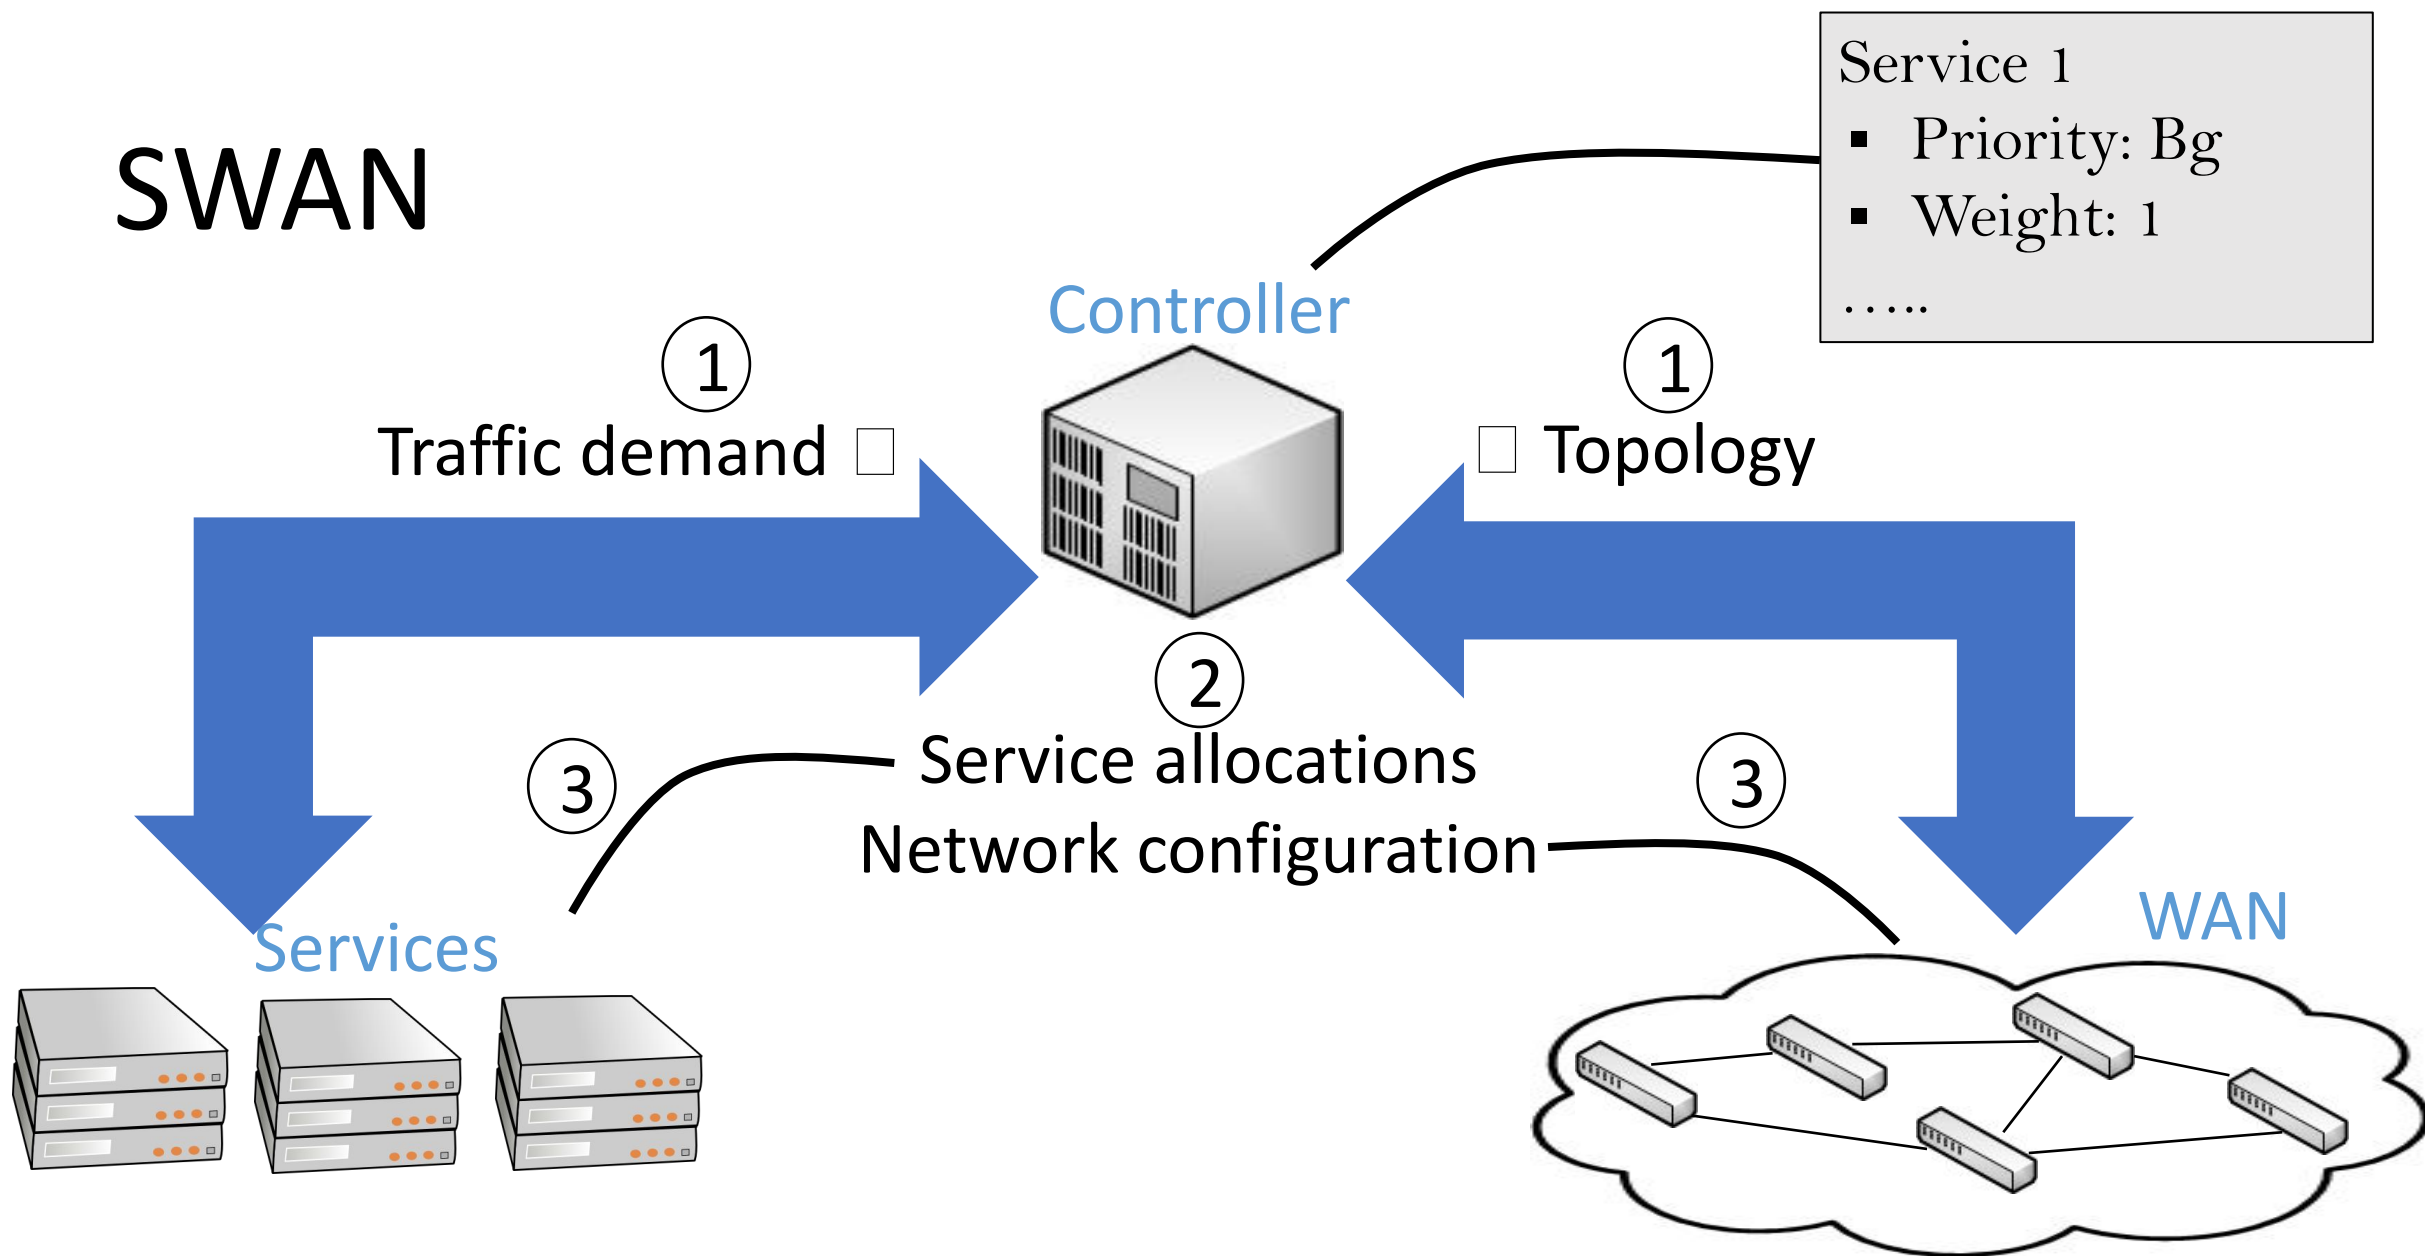 SWAN
Service 1
▪ Priority: Bg
▪ Weight: 1
…..
Controller
1
Traffic demand □
1
□ Topology
2
Service allocations
Network configuration
3
3
Services
WAN